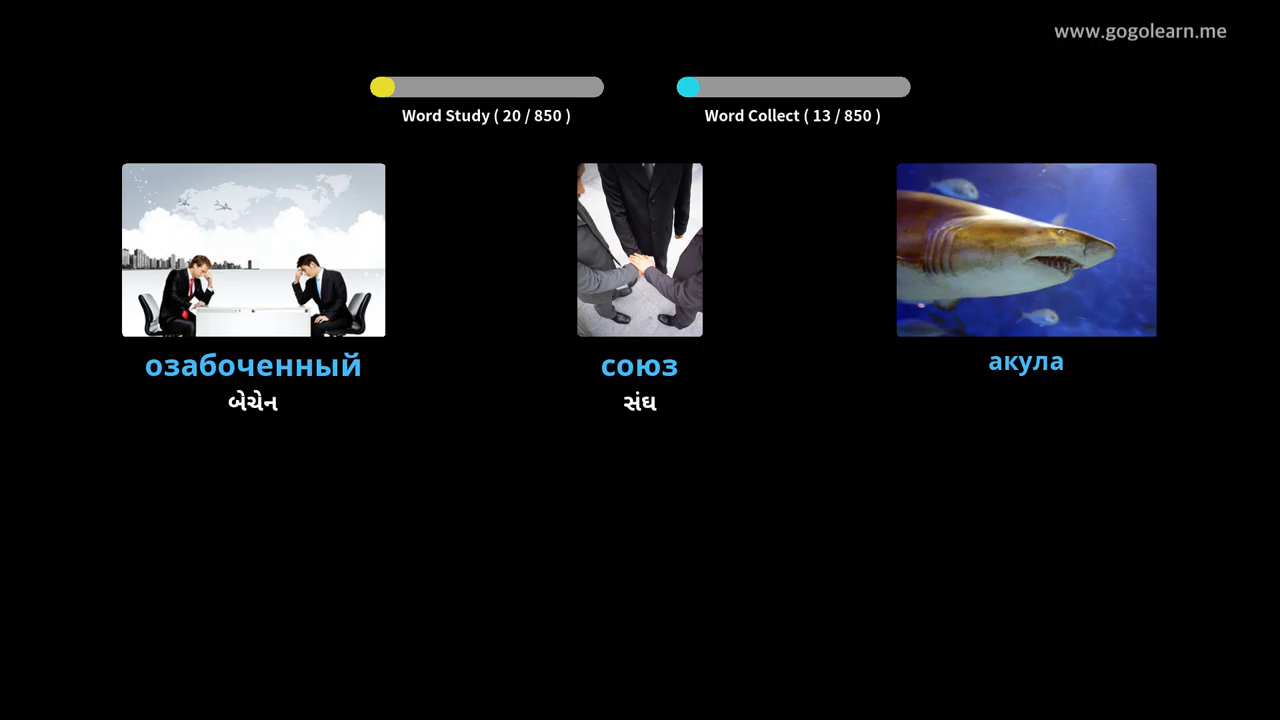 www.gogolearn.me
Word Study ( 20 / 850 )
Word Collect ( 13 / 850 )
озабоченный
союз
акула
બેચેન
સંઘ